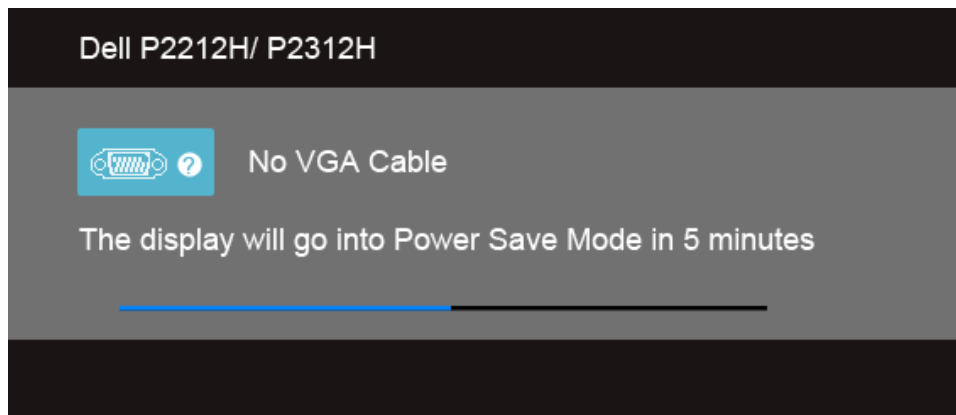 Dell P2212H/ P2312H
No VGA Cable
The display will go into Power Save Mode in 5 minutes